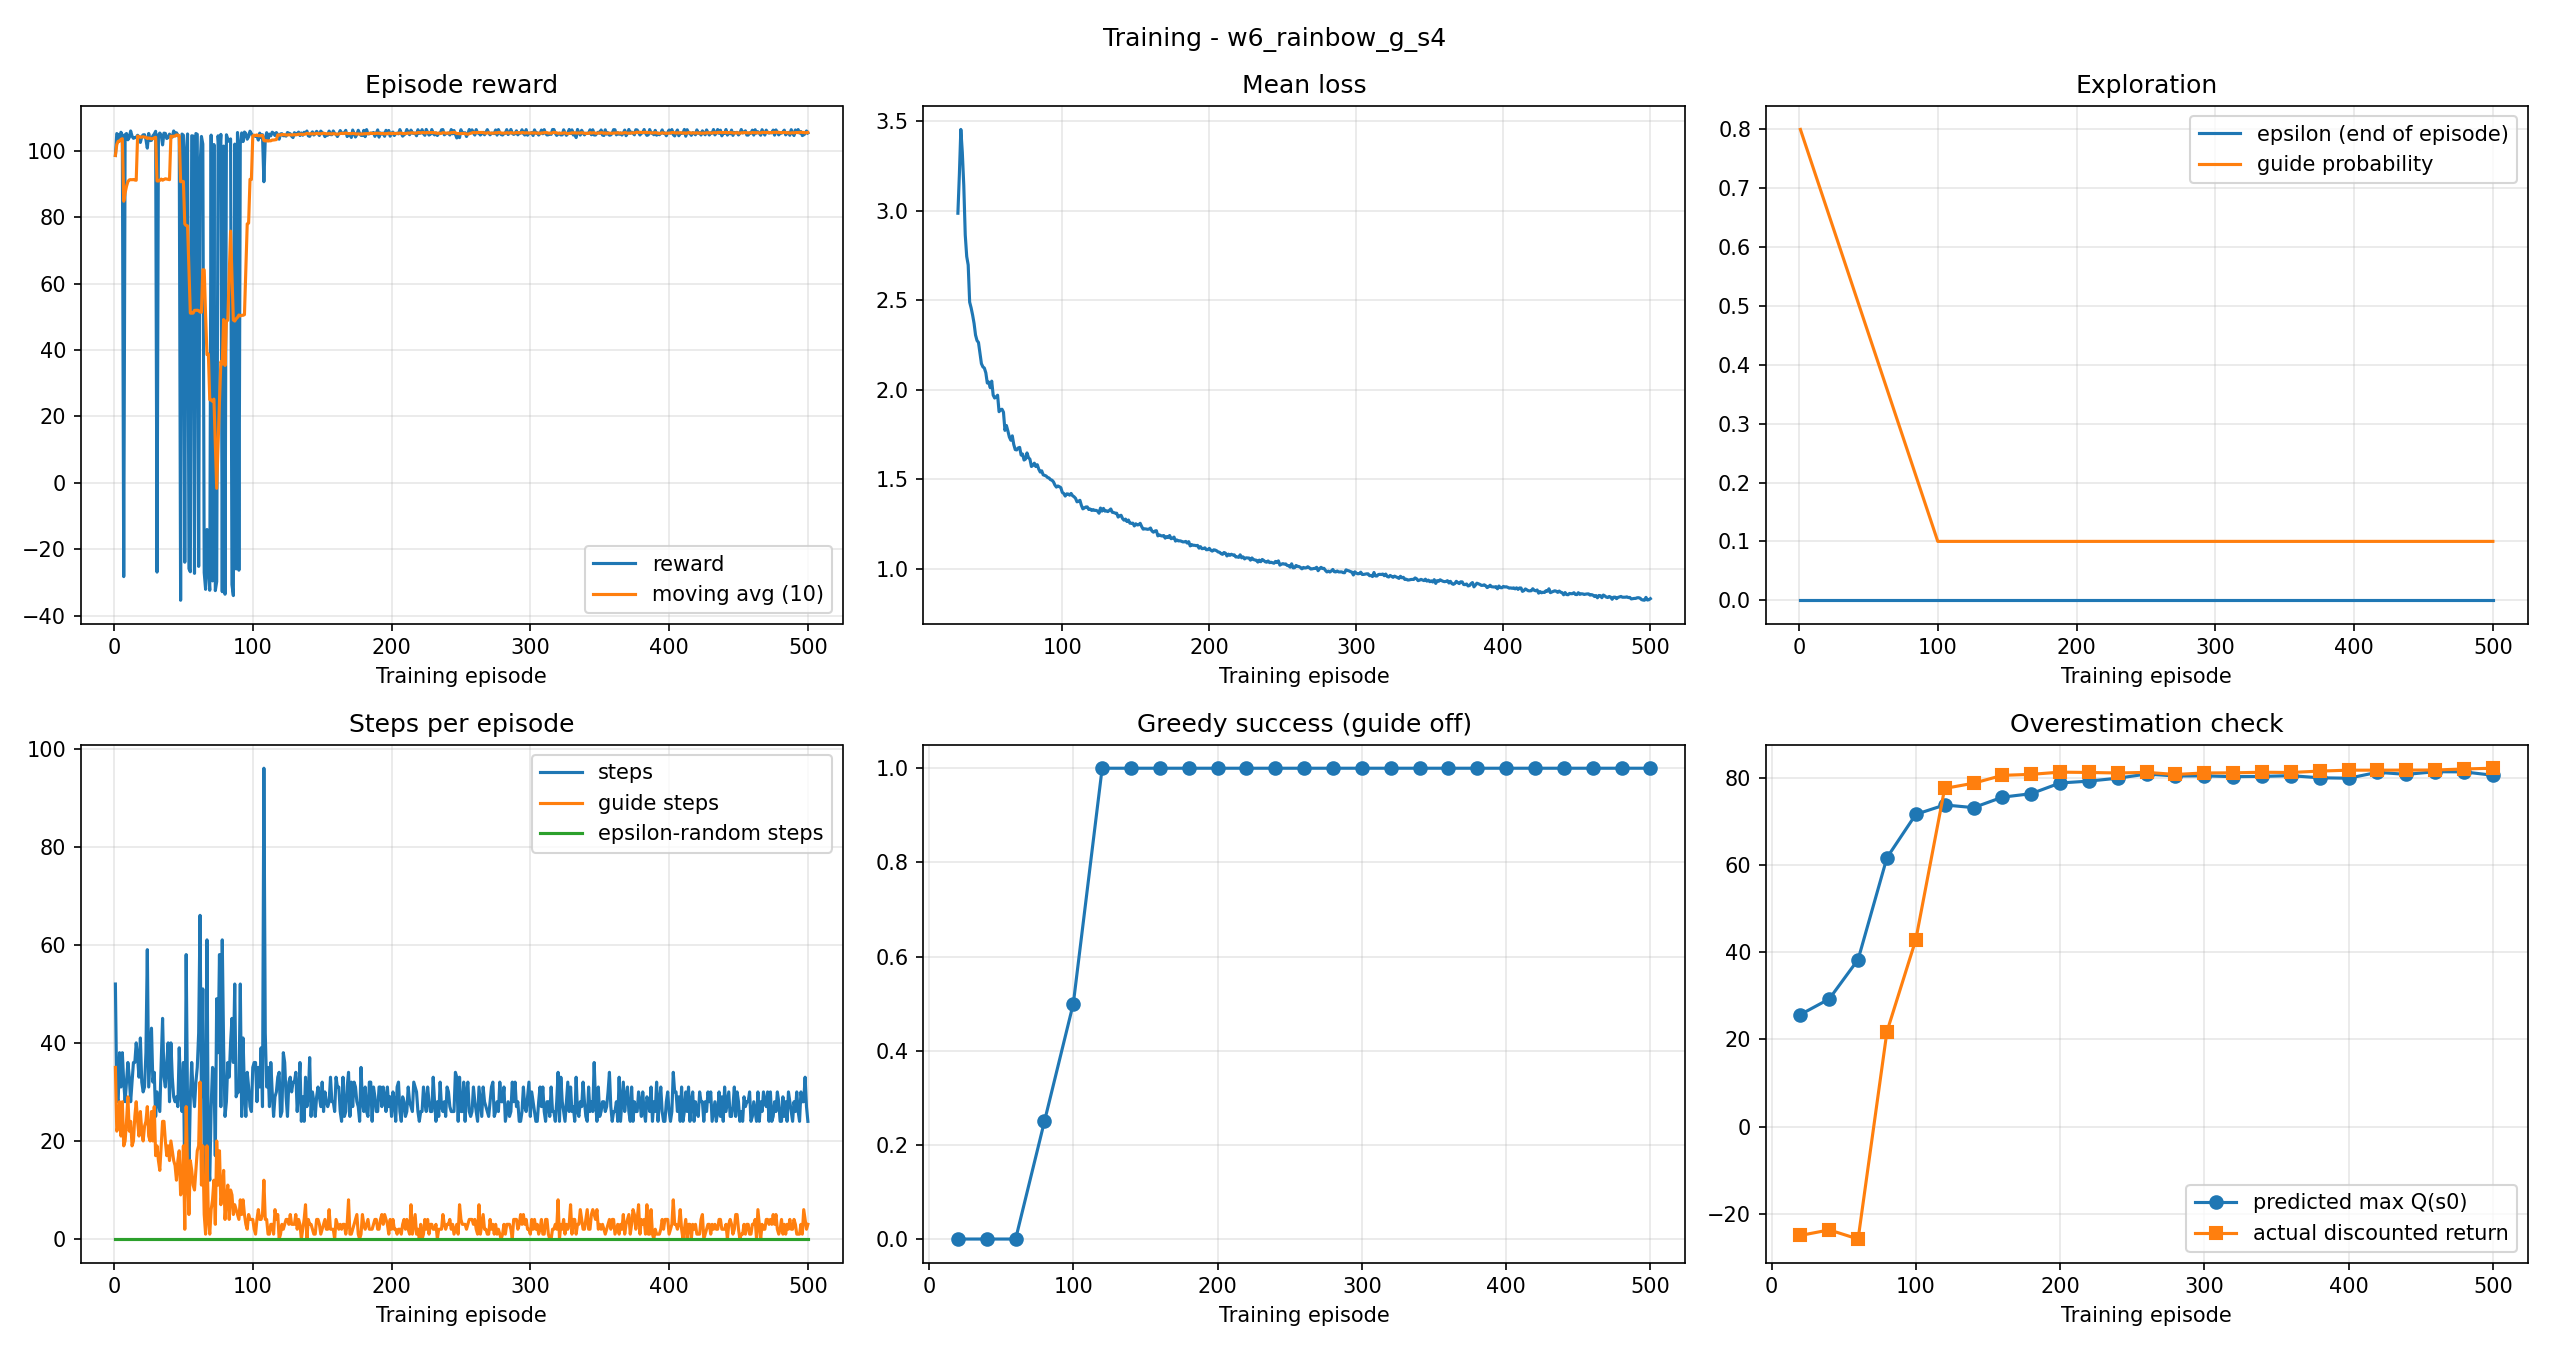 Training - w6_rainbow_g_s4
Episode reward
100
80
60
40
20
0
−20
−40
0 100 200 300 400 500
Training episode
reward
moving avg (10)
Mean loss
3.5
3.0
2.5
2.0
1.5
1.0
100 200 300 400 500
Training episode
Exploration
0.8
0.7
0.6
0.5
0.4
0.3
0.2
0.1
0.0
0 100 200 300 400 500
Training episode
epsilon (end of episode)
guide probability
Steps per episode
100
80
60
40
20
0
0 100 200 300 400 500
Training episode
steps
guide steps
epsilon-random steps
Greedy success (guide off)
1.0
0.8
0.6
0.4
0.2
0.0
0 100 200 300 400 500
Training episode
Overestimation check
80
60
40
20
0
−20
0 100 200 300 400 500
Training episode
predicted max Q(s0)
actual discounted return